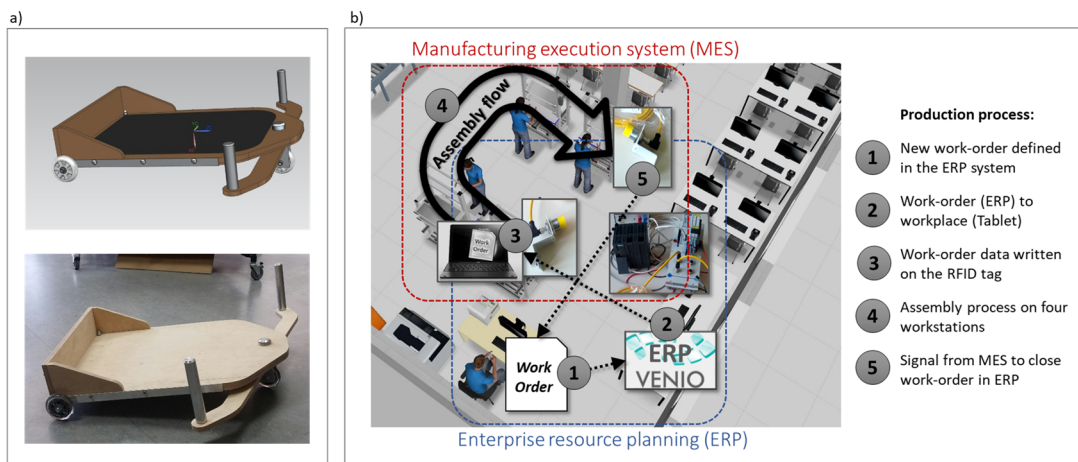 a)
b)
Manufacturing execution system (MES)
4
Assembly flow
5
3
Work
Order
2
ERP
VENIO
Work
Order
1
Enterprise resource planning (ERP)
Production process:
1 New work-order defined
in the ERP system
2 Work-order (ERP) to
workplace (Tablet)
3 Work-order data written
on the RFID tag
4 Assembly process on four
workstations
5 Signal from MES to close
work-order in ERP